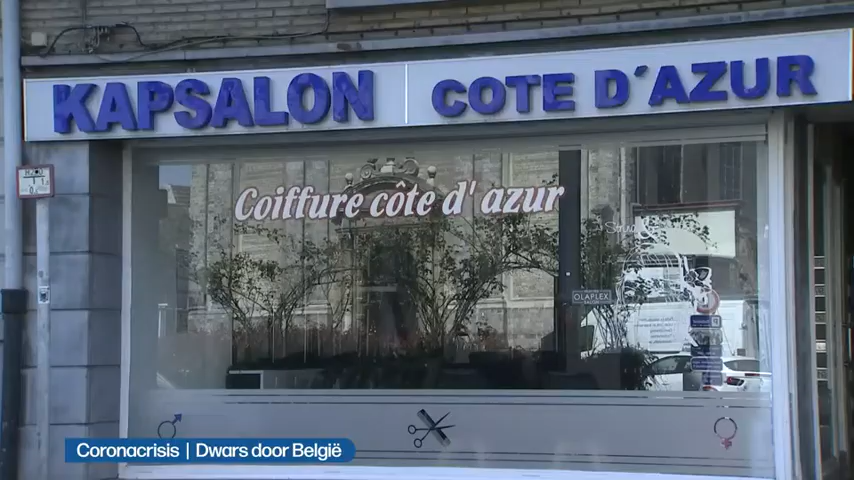 KAPSALON COTE D´AZUR
Coiffure côte d'azur
OLAPLEX
Coronacrisis | Dwars door België